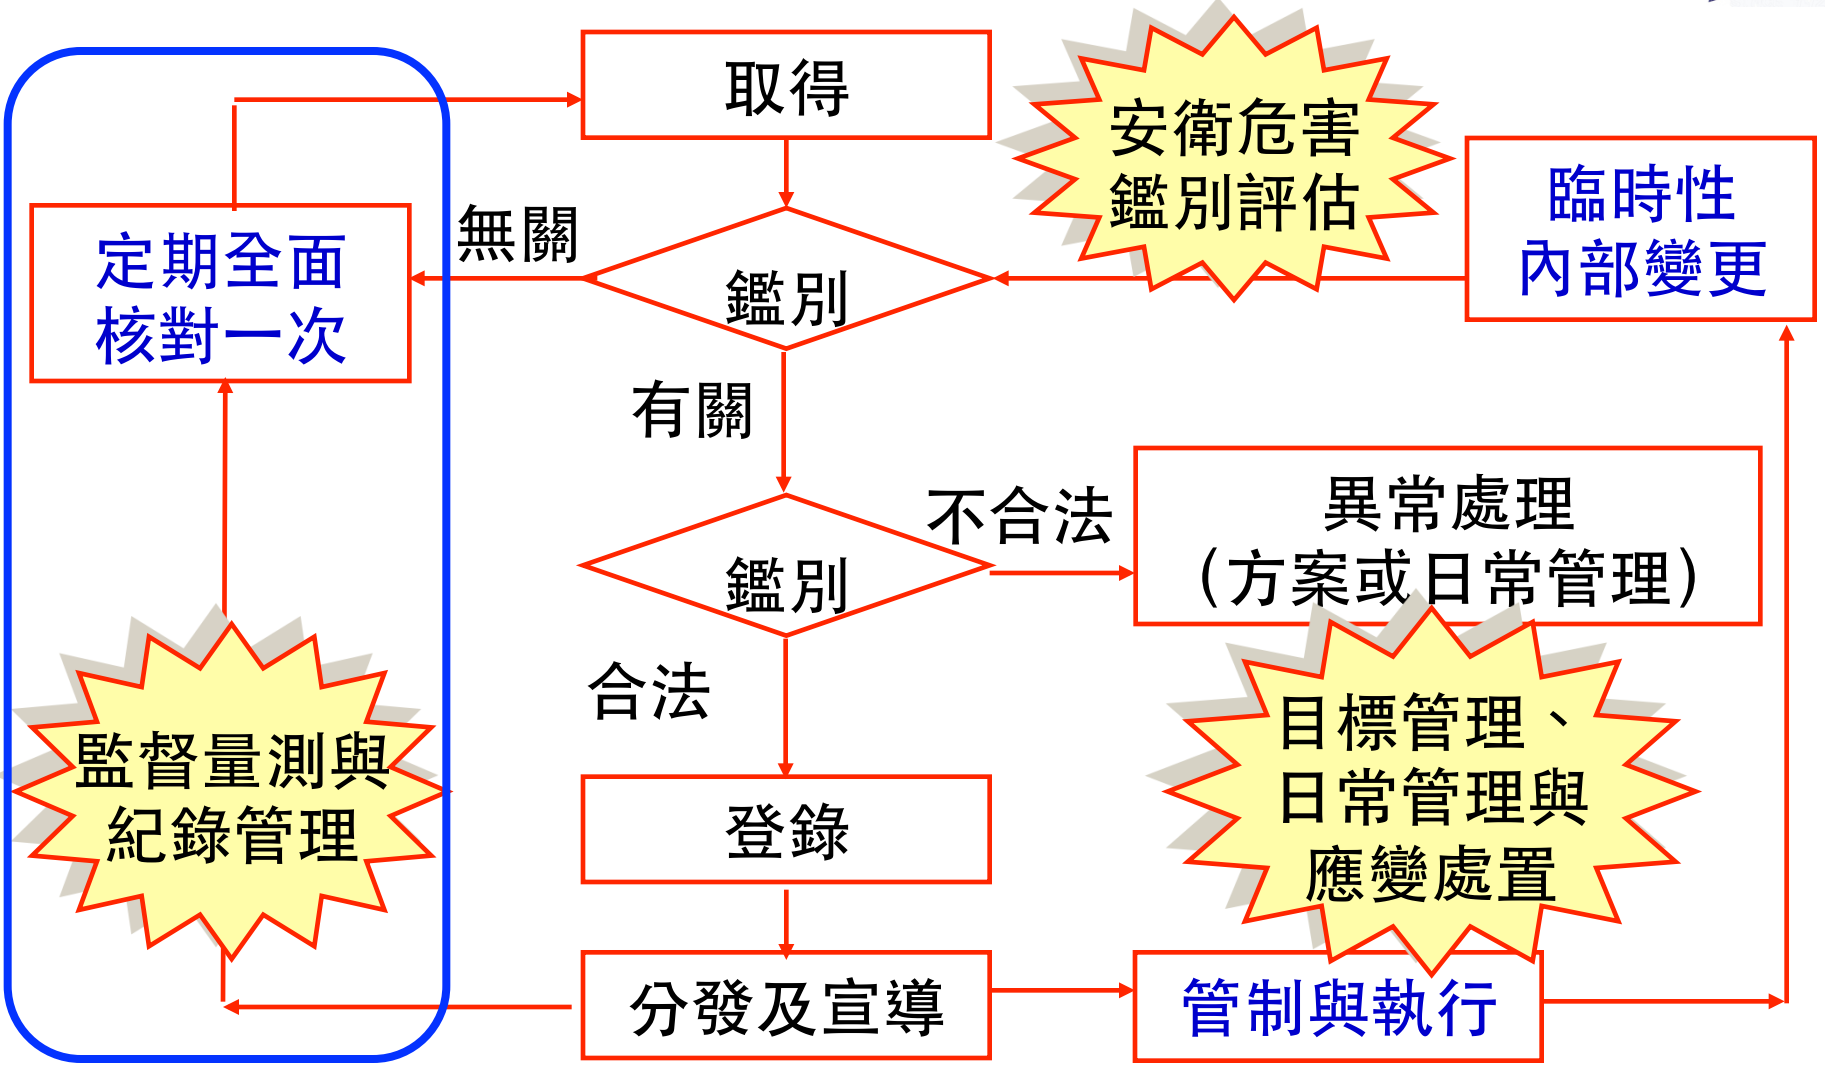 取得
安衛危害
鑑別評估
臨時性
內部變更
無關
定期全面
核對一次
鑑別
有關
不合法
異常處理
（方案或日常管理）
鑑別
合法
目標管理、
日常管理與
應變處置
監督量測與
紀錄管理
登錄
分發及宣導
管制與執行